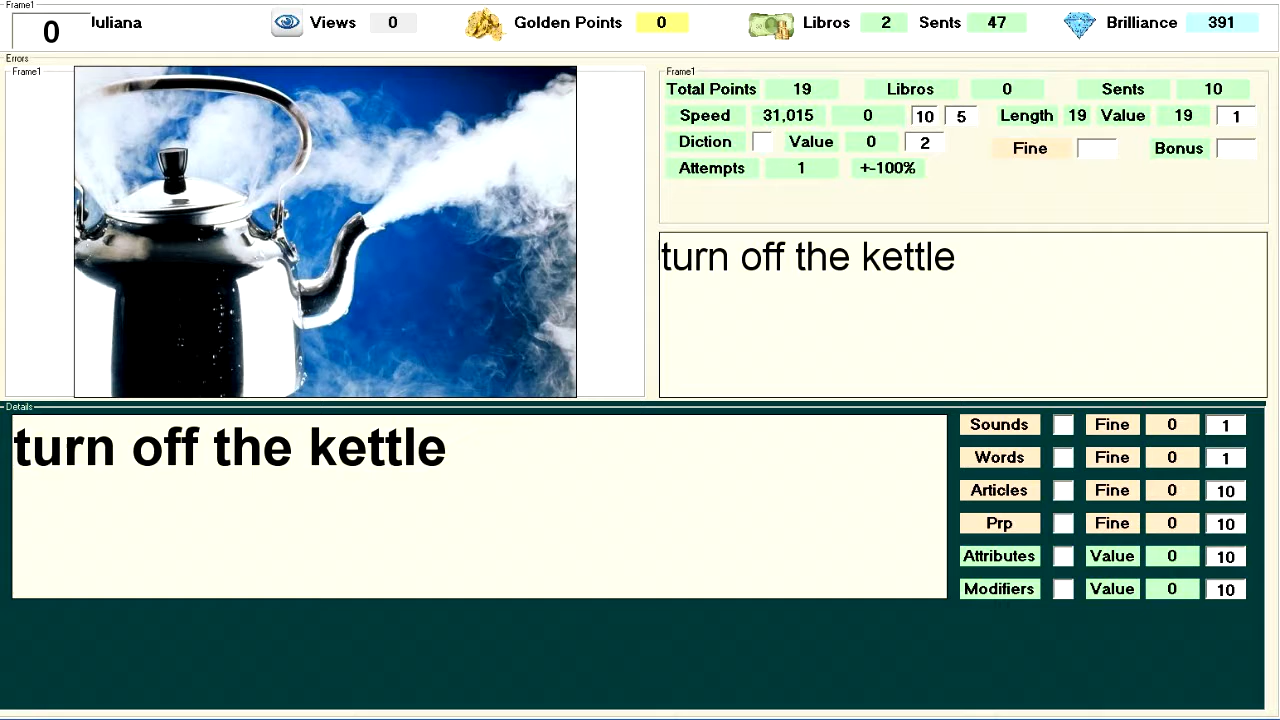 Frame1
0 Juliana Views 0 Golden Points 0 Libros 2 Sents 47 Brilliance 391
Errors
Frame1
Frame1
Total Points 19 Libros 0 Sents 10
Speed 31,015 0 10 5 Length 19 Value 19 1
Diction Value 0 2 Fine Bonus
Attempts 1 +-100%
turn off the kettle
Details
turn off the kettle
Sounds Fine 0 1
Words Fine 0 1
Articles Fine 0 10
Prp Fine 0 10
Attributes Value 0 10
Modifiers Value 0 10